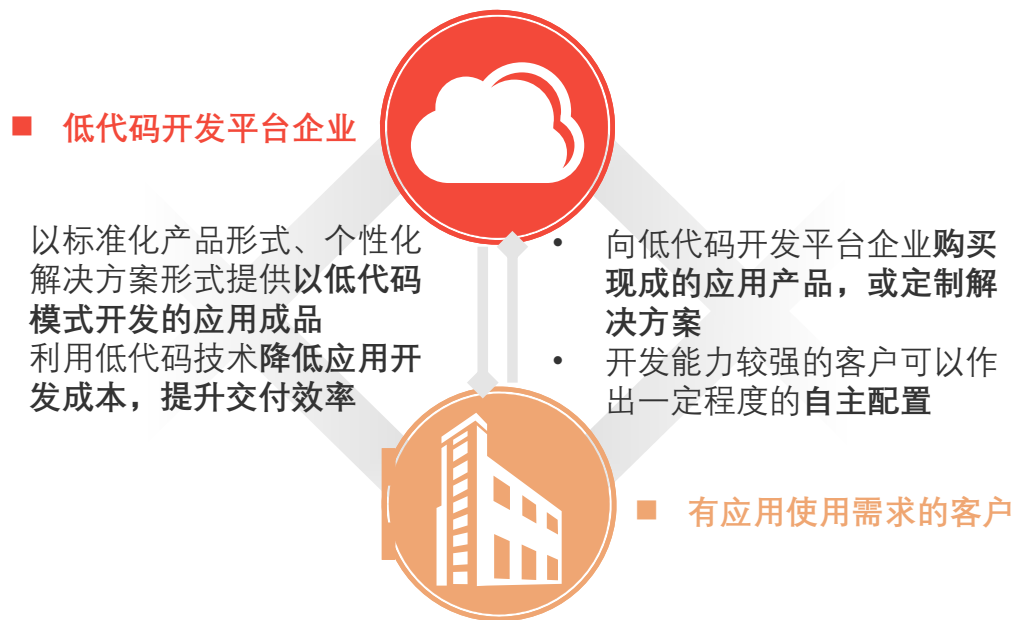 ■ 低代码开发平台企业
以标准化产品形式、个性化
解决方案形式提供以低代码
模式开发的应用成品
利用低代码技术降低应用开
发成本，提升交付效率
• 向低代码开发平台企业购买
现成的应用产品，或定制解
决方案
• 开发能力较强的客户可以作
出一定程度的自主配置
■ 有应用使用需求的客户